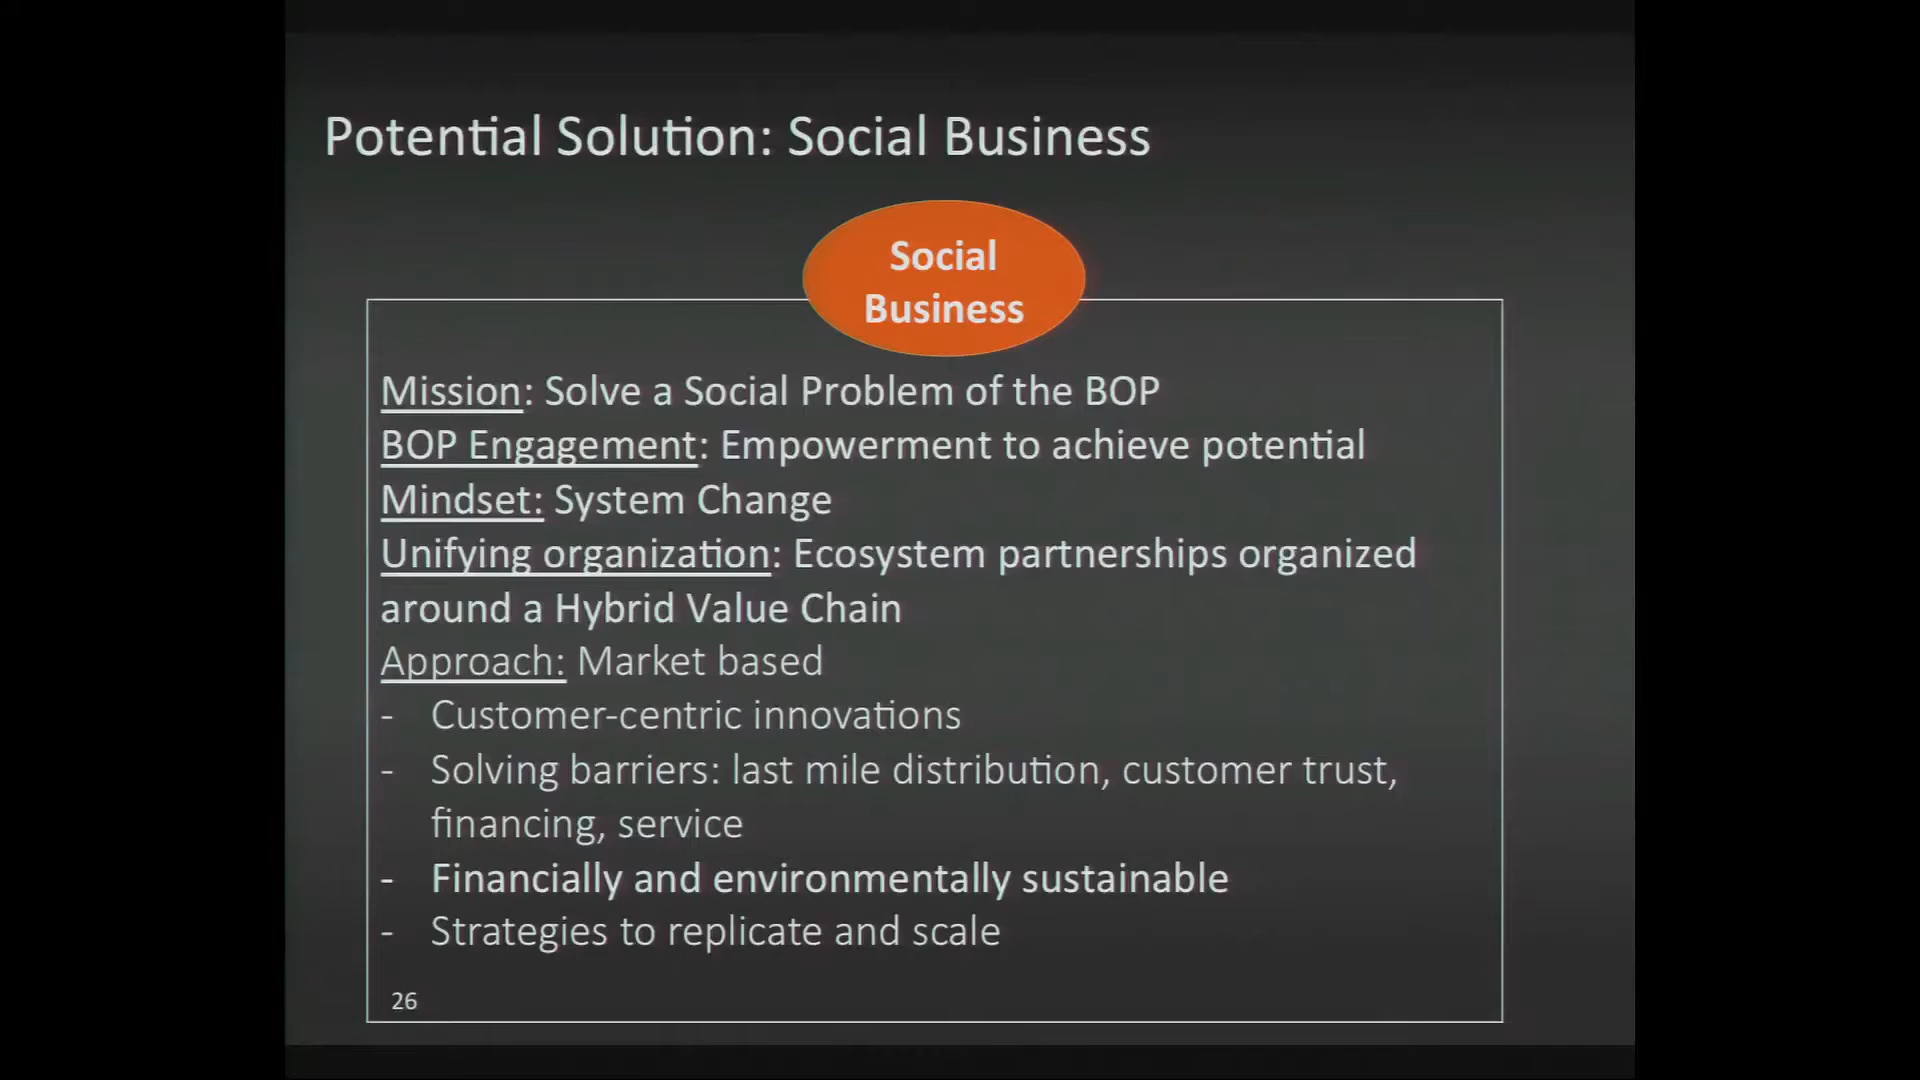 Potential Solution: Social Business
Social
Business
Mission: Solve a Social Problem of the BOP
BOP Engagement: Empowerment to achieve potential
Mindset: System Change
Unifying organization: Ecosystem partnerships organized
around a Hybrid Value Chain
Approach: Market based
- Customer-centric innovations
- Solving barriers: last mile distribution, customer trust,
financing, service
- Financially and environmentally sustainable
- Strategies to replicate and scale
26